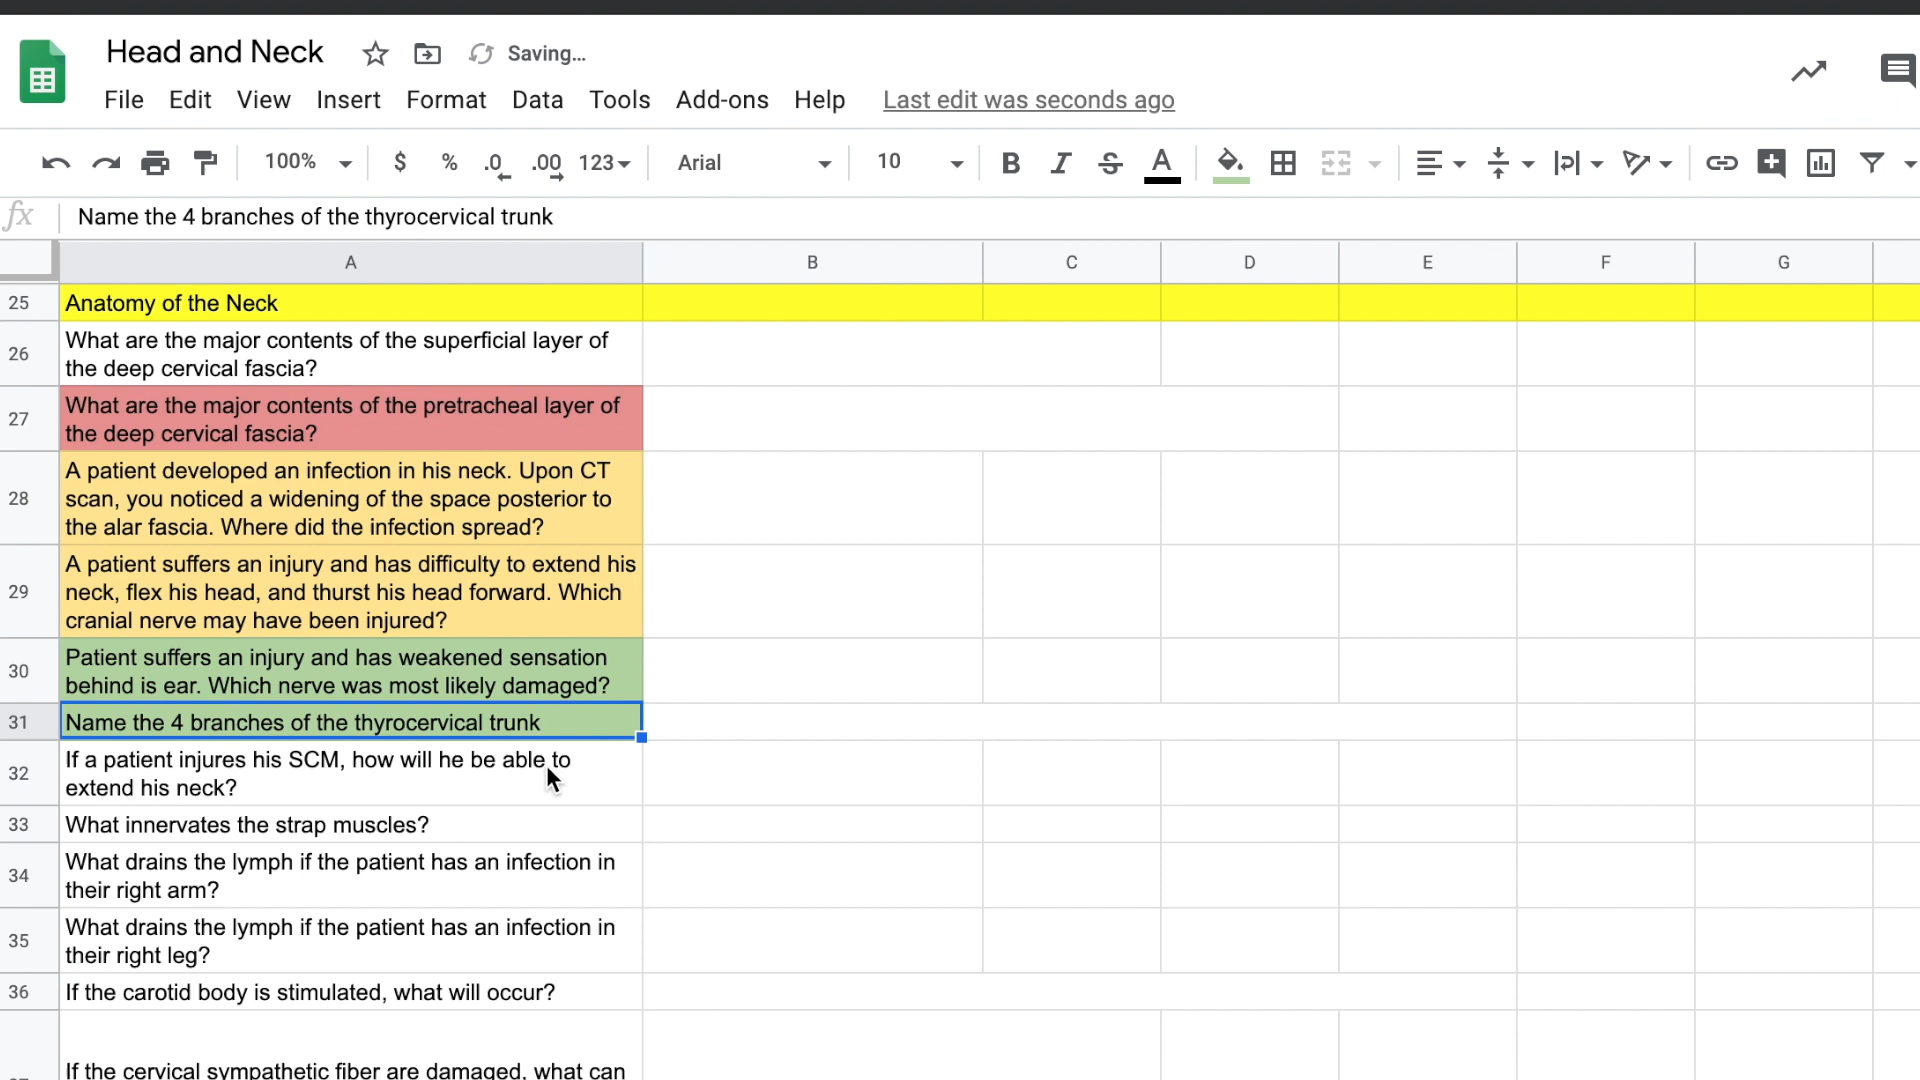 Head and Neck Saving...
File Edit View Insert Format Data Tools Add-ons Help Last edit was seconds ago
100% $ % .0 .00 123 Arial 10 B I S A
fx Name the 4 branches of the thyrocervical trunk
A B C D E F G
25 Anatomy of the Neck
26 What are the major contents of the superficial layer of
the deep cervical fascia?
27 What are the major contents of the pretracheal layer of
the deep cervical fascia?
28 A patient developed an infection in his neck. Upon CT
scan, you noticed a widening of the space posterior to
the alar fascia. Where did the infection spread?
29 A patient suffers an injury and has difficulty to extend his
neck, flex his head, and thurst his head forward. Which
cranial nerve may have been injured?
30 Patient suffers an injury and has weakened sensation
behind is ear. Which nerve was most likely damaged?
31 Name the 4 branches of the thyrocervical trunk
32 If a patient injures his SCM, how will he be able to
extend his neck?
33 What innervates the strap muscles?
34 What drains the lymph if the patient has an infection in
their right arm?
35 What drains the lymph if the patient has an infection in
their right leg?
36 If the carotid body is stimulated, what will occur?
If the cervical sympathetic fiber are damaged, what can